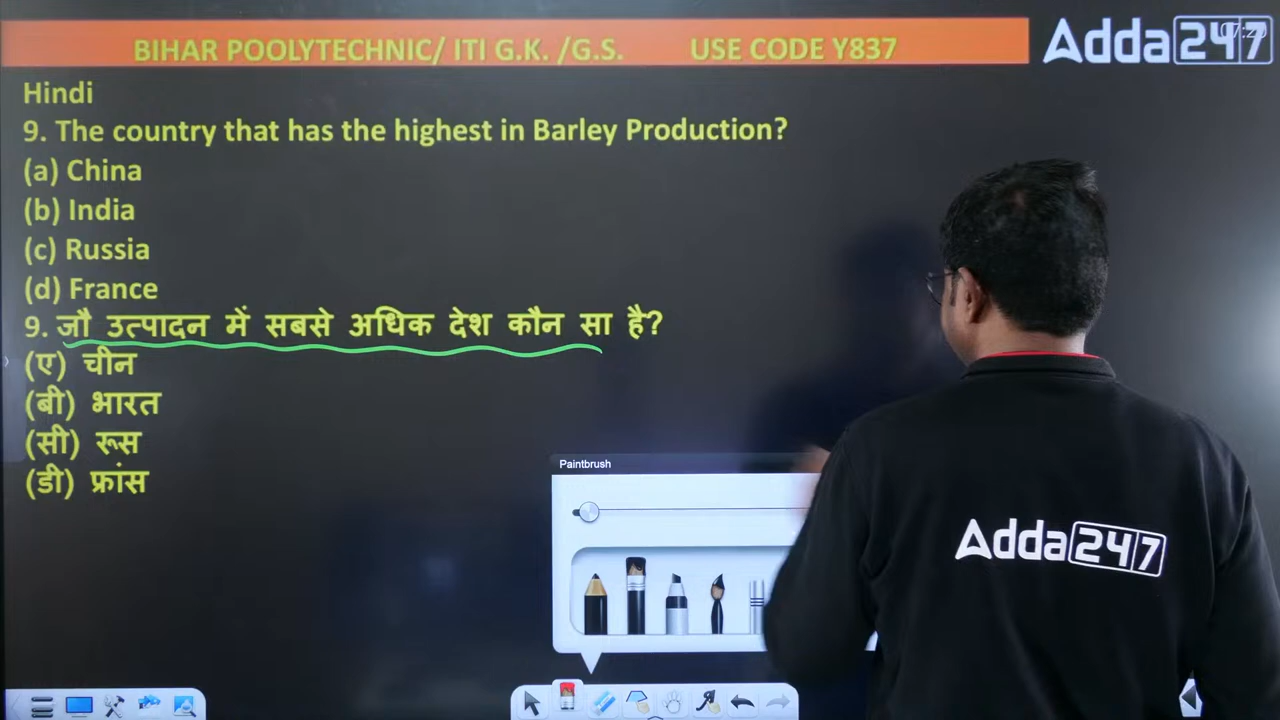 BIHAR POOLYTECHNIC/ ITI G.K. /G.S. USE CODE Y837
Adda247
Hindi
9. The country that has the highest in Barley Production?
(a) China
(b) India
(c) Russia
(d) France
9. जौ उत्पादन में सबसे अधिक देश कौन सा है?
(ए) चीन
(बी) भारत
(सी) रूस
(डी) फ्रांस
Paintbrush
Adda247